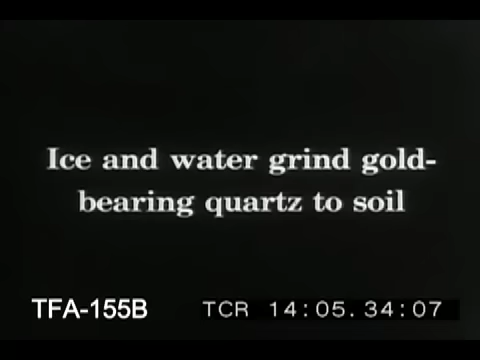 Ice and water grind gold-
bearing quartz to soil
TFA-155B
TCR 14:05.34:07